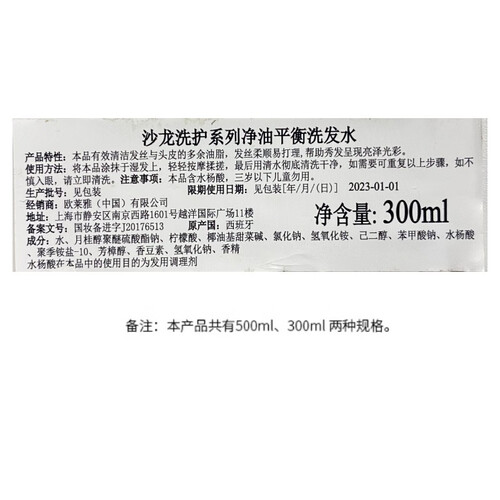 沙龙洗护系列净油平衡洗发水
产品特性：本品有效清洁发丝与头皮的多余油脂，发丝柔顺易打理,帮助秀发呈现亮泽光彩。
使用方法：将本品涂抹于湿发上，轻轻按摩揉搓，最后用清水彻底清洗干净，如需要可重复以上步骤，如不
慎入眼，请立即清洗。注意事项：本品含水杨酸，三岁以下儿童勿用。
生产批号：见包装 限期使用日期：见包装[年/月/(日)] 2023-01-01
经销商：欧莱雅（中国）有限公司
地址：上海市静安区南京西路1601号越洋国际广场11楼 净含量: 300ml
备案文号：国妆备进字J20176513 原产国：西班牙
成分：水、月桂醇聚醚硫酸酯钠、柠檬酸、椰油基甜菜碱、氯化钠、氢氧化铵、己二醇、苯甲酸钠、水杨酸
、聚季铵盐-10、芳樟醇、香豆素、氢氧化钠、香精
水杨酸在本品中的使用目的为发用调理剂
备注：本产品共有500ml、300ml 两种规格。